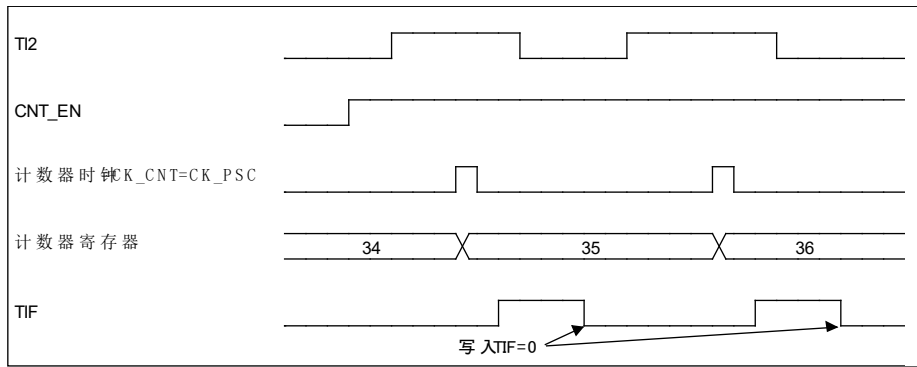 TI2
CNT_EN
计数器时钟CK_CNT=CK_PSC
计数器寄存器
34
35
36
TIF
写入TIF=0